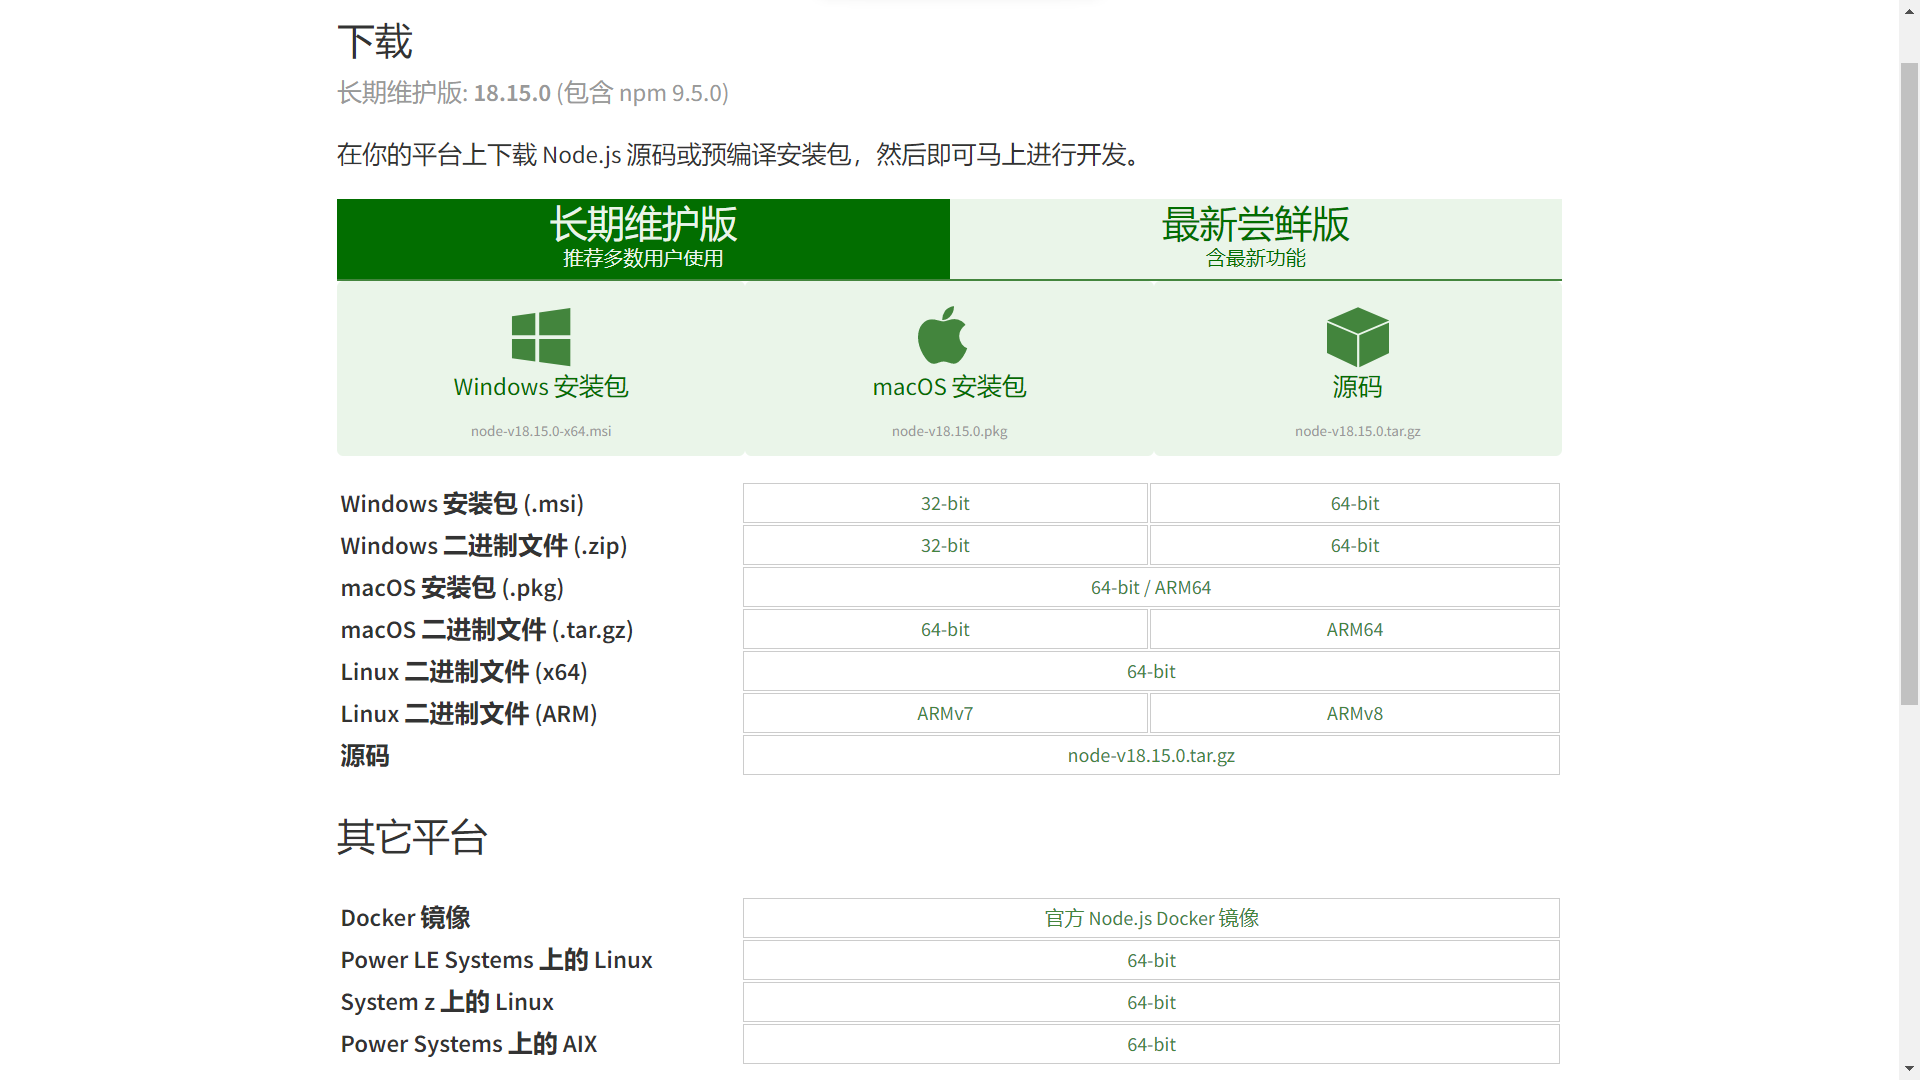 下载
长期维护版: 18.15.0 (包含 npm 9.5.0)
在你的平台上下载 Node.js 源码或预编译安装包，然后即可马上进行开发。
长期维护版
推荐多数用户使用
最新尝鲜版
含最新功能
Windows 安装包
node-v18.15.0-x64.msi
macOS 安装包
node-v18.15.0.pkg
源码
node-v18.15.0.tar.gz
Windows 安装包 (.msi) 32-bit 64-bit
Windows 二进制文件 (.zip) 32-bit 64-bit
macOS 安装包 (.pkg) 64-bit / ARM64
macOS 二进制文件 (.tar.gz) 64-bit ARM64
Linux 二进制文件 (x64) 64-bit
Linux 二进制文件 (ARM) ARMv7 ARMv8
源码 node-v18.15.0.tar.gz
其它平台
Docker 镜像 官方 Node.js Docker 镜像
Power LE Systems 上的 Linux 64-bit
System z 上的 Linux 64-bit
Power Systems 上的 AIX 64-bit